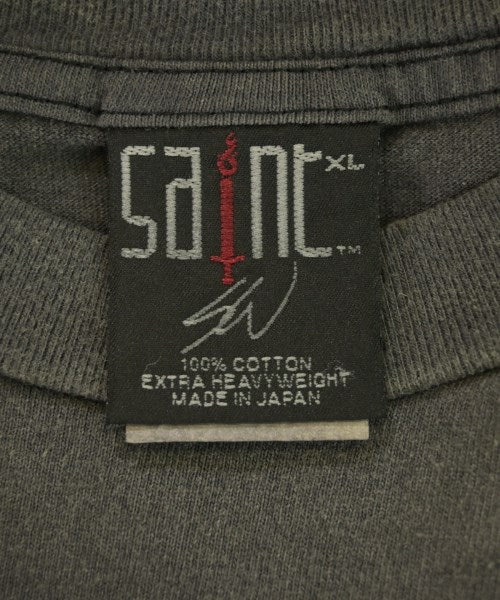 saint XL
™
100% COTTON
EXTRA HEAVYWEIGHT
MADE IN JAPAN